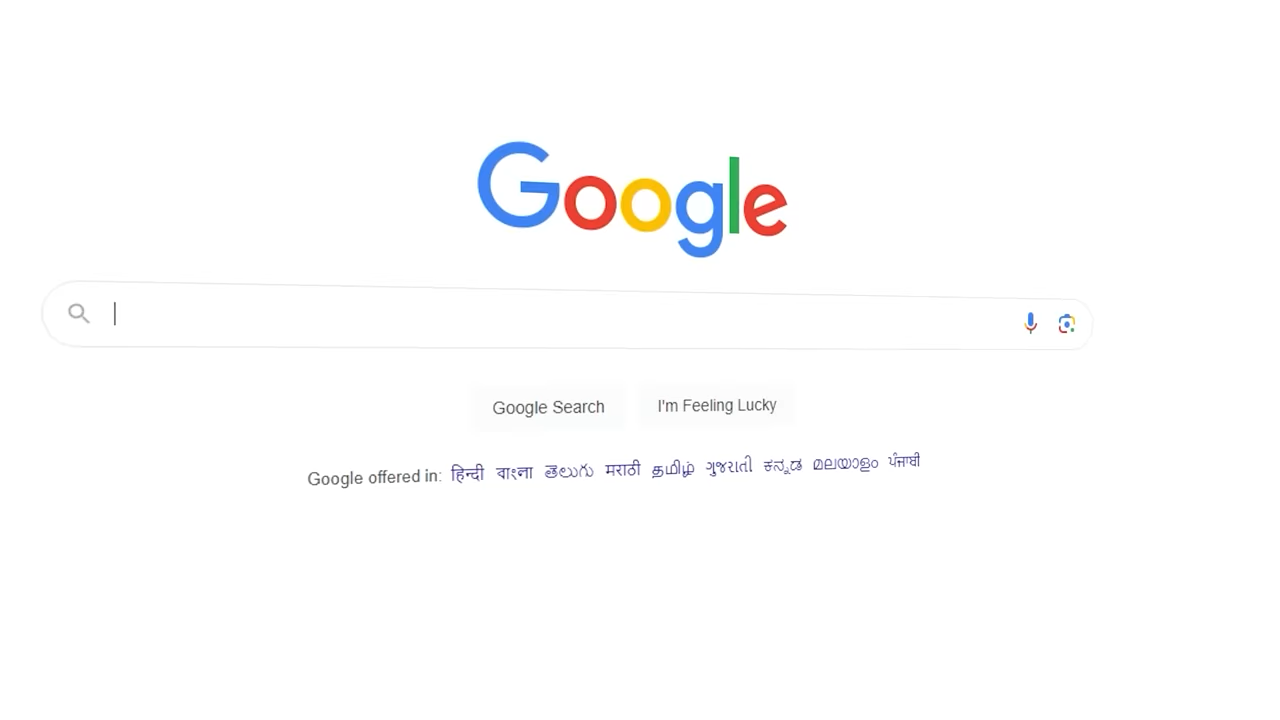 Google
Google Search I'm Feeling Lucky
Google offered in: हिन्दी বাংলা తెలుగు मराठी தமிழ் ગુજરાતી ಕನ್ನಡ മലയാളം ਪੰਜਾਬੀ